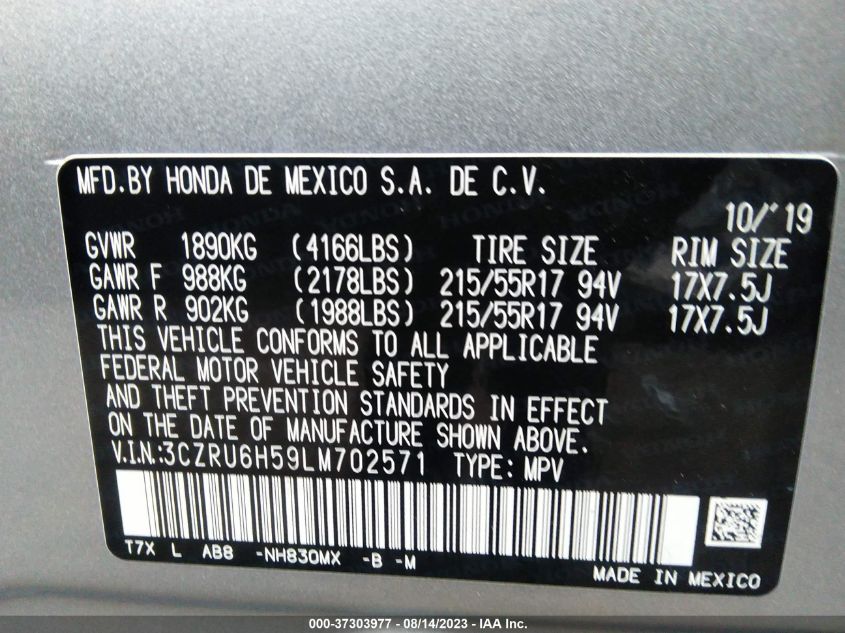 MFD.BY HONDA DE MEXICO S.A. DE C.V.
10/'19
GVWR 1890KG (4166LBS) TIRE SIZE RIM SIZE
GAWR F 988KG (2178LBS) 215/55R17 94V 17X7.5J
GAWR R 902KG (1988LBS) 215/55R17 94V 17X7.5J
THIS VEHICLE CONFORMS TO ALL APPLICABLE
FEDERAL MOTOR VEHICLE SAFETY
AND THEFT PREVENTION STANDARDS IN EFFECT
ON THE DATE OF MANUFACTURE SHOWN ABOVE.
V.I.N.:3CZRU6H59LM702571 TYPE: MPV
T7X L AB8 -NH830MX -B -M
MADE IN MEXICO
000-37303977 - 08/14/2023 - IAA Inc.